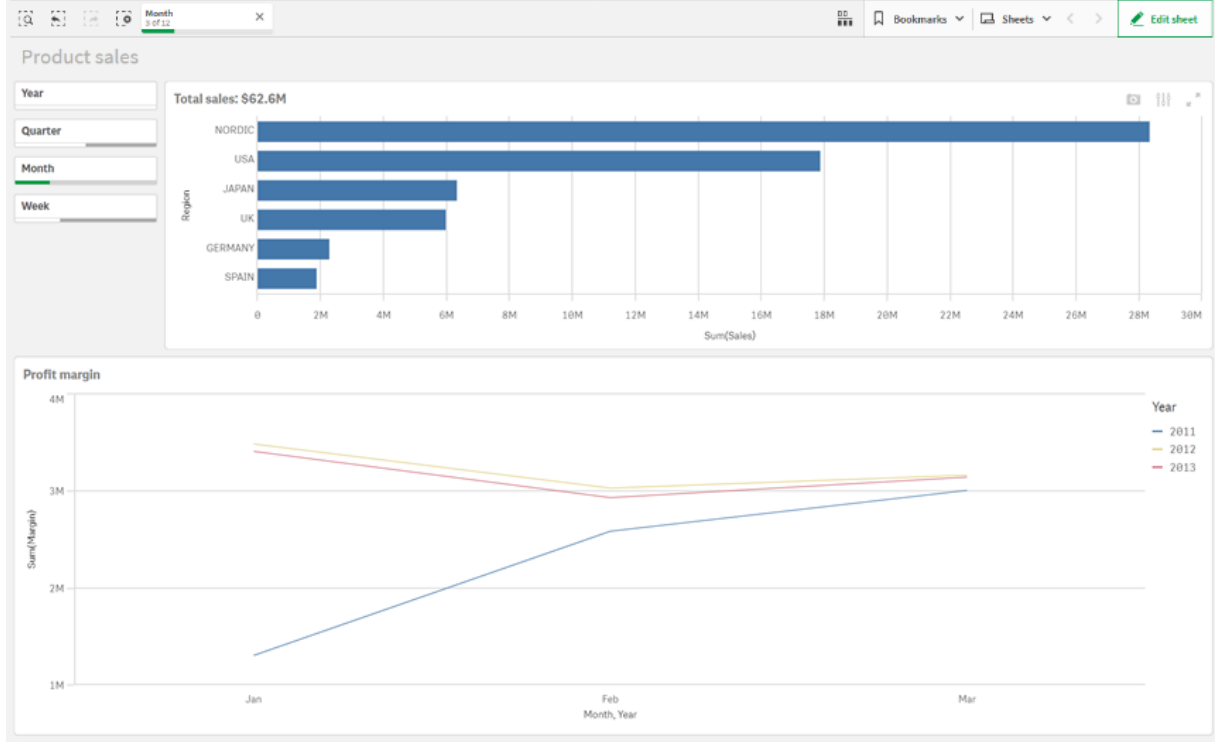 Month
3 of 12
Bookmarks
Sheets
Edit sheet
Product sales
Year
Quarter
Month
Week
Total sales: $62.6M
Region
NORDIC
USA
JAPAN
UK
GERMANY
SPAIN
0 2M 4M 6M 8M 10M 12M 14M 16M 18M 20M 22M 24M 26M 28M 30M
Sum(Sales)
Profit margin
Sum(Margin)
4M
3M
2M
1M
Jan Feb Mar
Month, Year
Year
2011
2012
2013